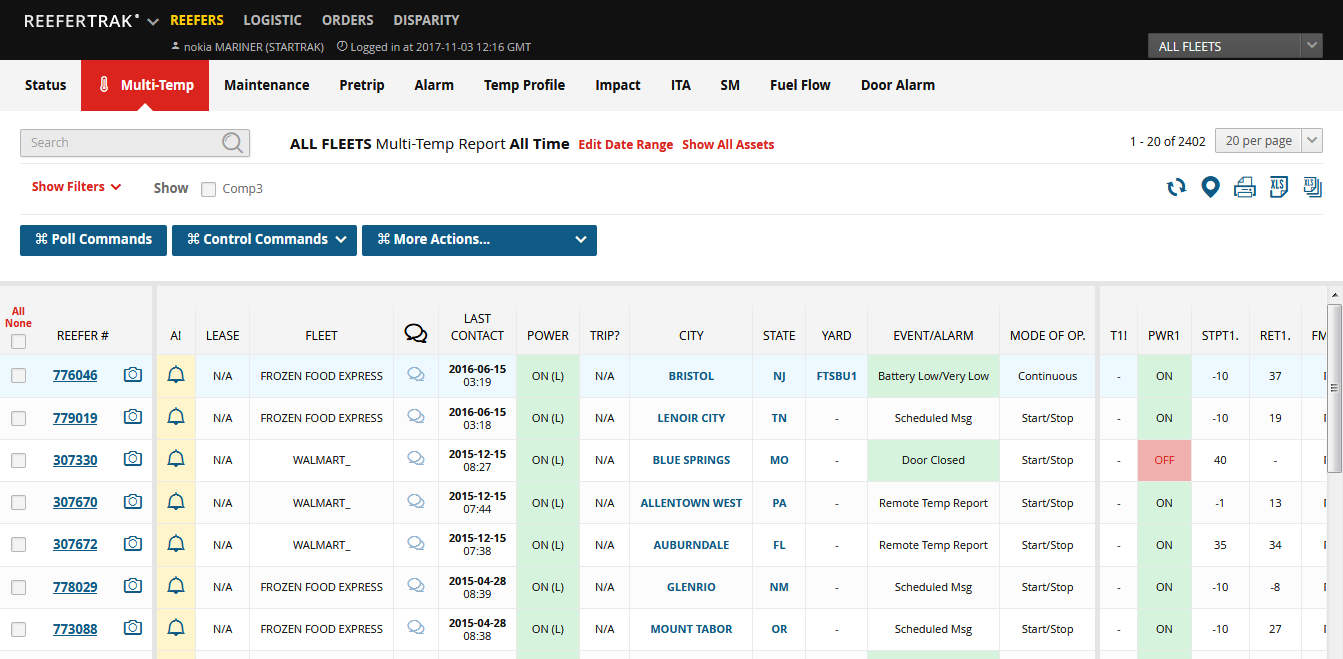 REEFERTRAK REEFERS LOGISTIC ORDERS DISPARITY
nokia MARINER (STARTRAK) Logged in at 2017-11-03 12:16 GMT
ALL FLEETS
Status Multi-Temp Maintenance Pretrip Alarm Temp Profile Impact ITA SM Fuel Flow Door Alarm
Search ALL FLEETS Multi-Temp Report All Time Edit Date Range Show All Assets 1 - 20 of 2402 20 per page
Show Filters Show Comp3 XLS XLS
⌘ Poll Commands ⌘ Control Commands ⌘ More Actions...
All
None
REEFER # A! LEASE FLEET LAST CONTACT POWER TRIP? CITY STATE YARD EVENT/ALARM MODE OF OP. T1! PWR1 STPT1. RET1. FM
776046 N/A FROZEN FOOD EXPRESS 2016-06-15 03:19 ON (L) N/A BRISTOL NJ FTSBU1 Battery Low/Very Low Continuous - ON -10 37
779019 N/A FROZEN FOOD EXPRESS 2016-06-15 03:18 ON (L) N/A LENOIR CITY TN - Scheduled Msg Start/Stop - ON -10 19
307330 N/A WALMART_ 2015-12-15 08:27 ON (L) N/A BLUE SPRINGS MO - Door Closed Start/Stop - OFF 40 -
307670 N/A WALMART_ 2015-12-15 07:44 ON (L) N/A ALLENTOWN WEST PA - Remote Temp Report Start/Stop - ON -1 13
307672 N/A WALMART_ 2015-12-15 07:38 ON (L) N/A AUBURNDALE FL - Remote Temp Report Start/Stop - ON 35 34
778029 N/A FROZEN FOOD EXPRESS 2015-04-28 08:39 ON (L) N/A GLENRIO NM - Scheduled Msg Start/Stop - ON -10 -8
773088 N/A FROZEN FOOD EXPRESS 2015-04-28 08:38 ON (L) N/A MOUNT TABOR OR - Scheduled Msg Start/Stop - ON -10 27